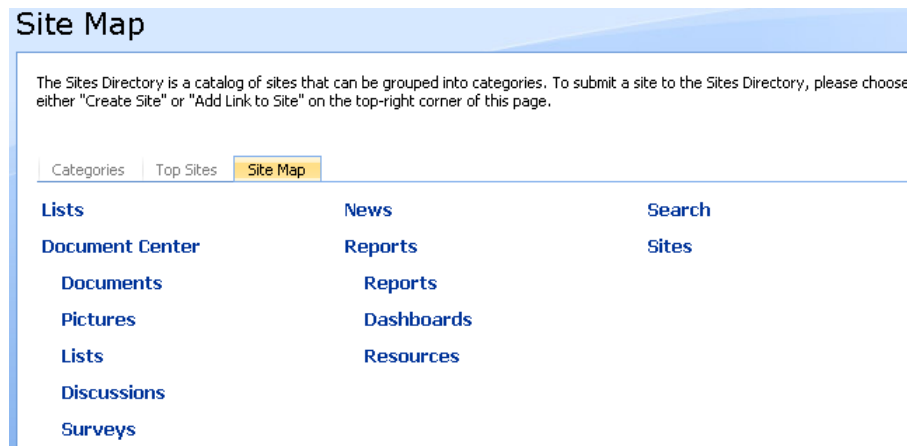 Site Map
The Sites Directory is a catalog of sites that can be grouped into categories. To submit a site to the Sites Directory, please choose
either "Create Site" or "Add Link to Site" on the top-right corner of this page.
Categories Top Sites Site Map
Lists News Search
Document Center Reports Sites
Documents Reports
Pictures Dashboards
Lists Resources
Discussions
Surveys